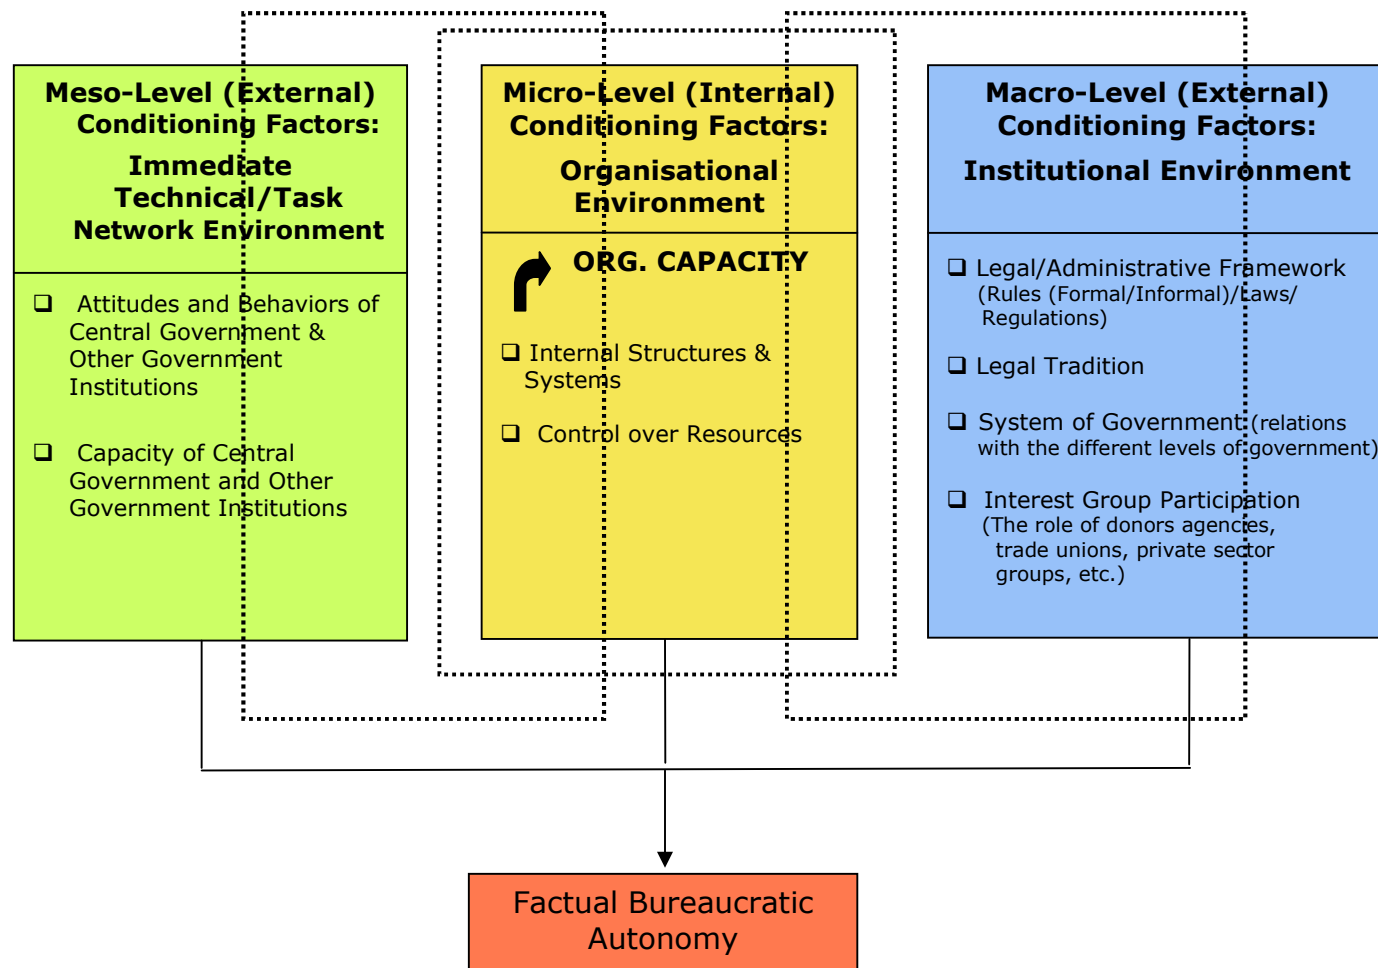 Meso-Level (External)
Conditioning Factors:
Immediate
Technical/Task
Network Environment
❑ Attitudes and Behaviors of
Central Government &
Other Government
Institutions
❑ Capacity of Central
Government and Other
Government Institutions
Micro-Level (Internal)
Conditioning Factors:
Organisational
Environment
ORG. CAPACITY
❑ Internal Structures &
Systems
❑ Control over Resources
Macro-Level (External)
Conditioning Factors:
Institutional Environment
❑ Legal/Administrative Framework
(Rules (Formal/Informal)/Laws/
Regulations)
❑ Legal Tradition
❑ System of Government (relations
with the different levels of government)
❑ Interest Group Participation
(The role of donors agencies,
trade unions, private sector
groups, etc.)
Factual Bureaucratic
Autonomy